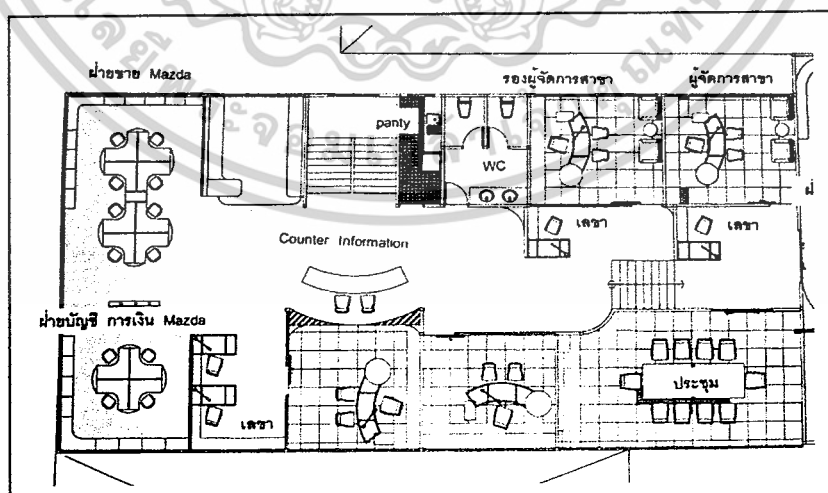 ฝ่ายขาย Mazda
รองผู้จัดการสาขา
ผู้จัดการสาขา
panty
WC
เลขา
เลขา
Counter Information
ฝ่ายบัญชี การเงิน Mazda
เลขา
ประชุม